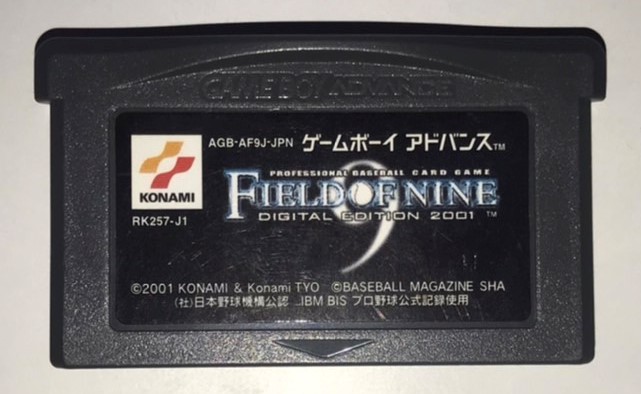 GAME BOY ADVANCE
AGB-AF9J-JPN ゲームボーイ アドバンス™
KONAMI
RK257-J1
PROFESSIONAL BASEBALL CARD GAME
FIELD OF NINE
9
DIGITAL EDITION 2001 ™
©2001 KONAMI & Konami TYO ©BASEBALL MAGAZINE SHA
(社)日本野球機構公認 IBM BIS プロ野球公式記録使用